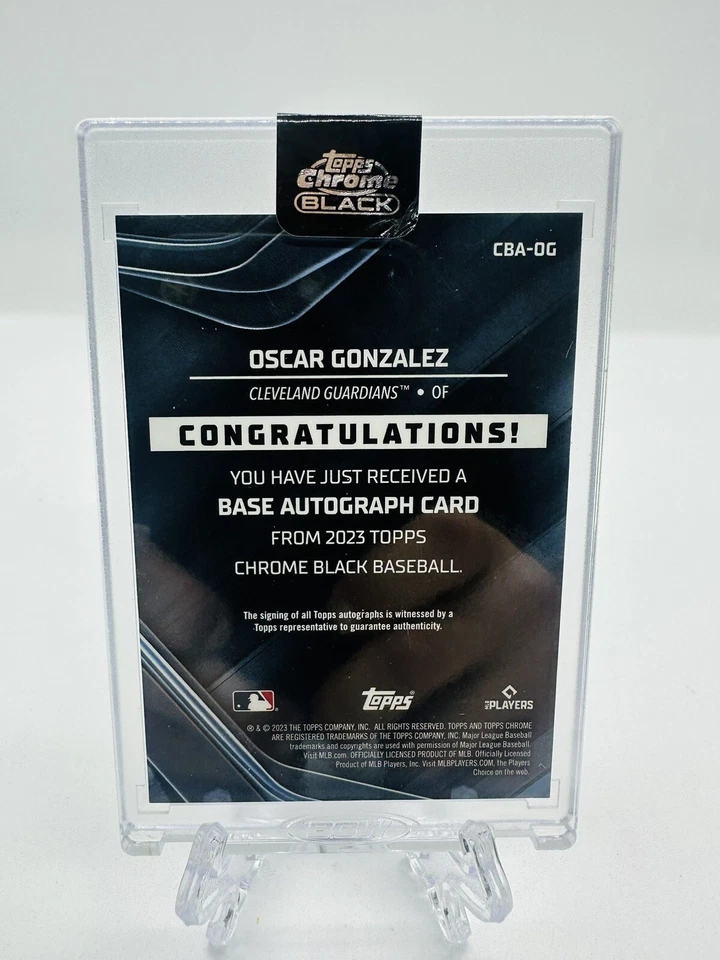 Topps
Chrome
BLACK
CBA-OG
OSCAR GONZALEZ
CLEVELAND GUARDIANS™ • OF
CONGRATULATIONS!
YOU HAVE JUST RECEIVED A
BASE AUTOGRAPH CARD
FROM 2023 TOPPS
CHROME BLACK BASEBALL.
The signing of all Topps autographs is witnessed by a
Topps representative to guarantee authenticity.
Topps®
MLB PLAYERS
® & © 2023 THE TOPPS COMPANY, INC. ALL RIGHTS RESERVED. TOPPS AND TOPPS CHROME
ARE REGISTERED TRADEMARKS OF THE TOPPS COMPANY, INC. Major League Baseball
trademarks and copyrights are used with permission of Major League Baseball.
Visit MLB.com. OFFICIALLY LICENSED PRODUCT OF MLB. Officially Licensed
Product of MLB Players, Inc. Visit MLBPLAYERS.COM, the Players
Choice on the web.